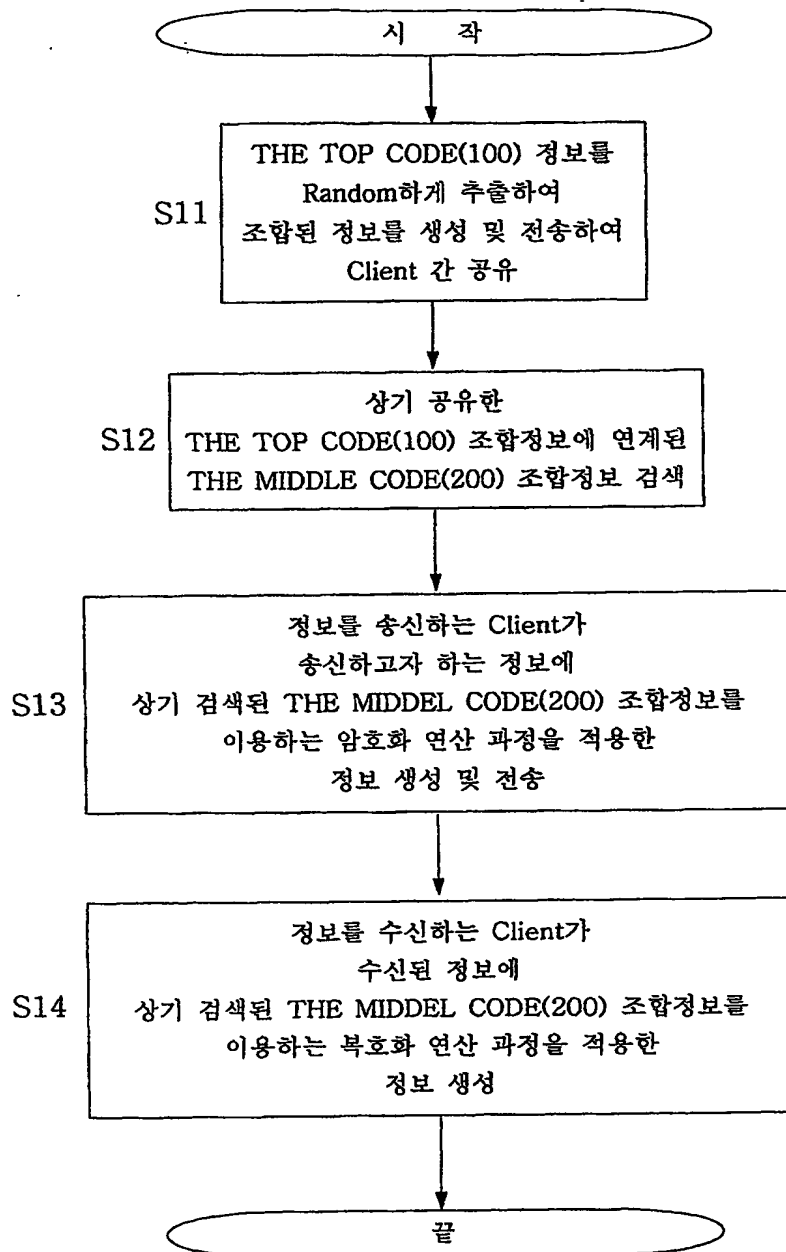 시 작
THE TOP CODE(100) 정보를
Random하게 추출하여
조합된 정보를 생성 및 전송하여
Client 간 공유
S11
상기 공유한
THE TOP CODE(100) 조합정보에 연계된
THE MIDDLE CODE(200) 조합정보 검색
S12
정보를 송신하는 Client가
송신하고자 하는 정보에
상기 검색된 THE MIDDEL CODE(200) 조합정보를
이용하는 암호화 연산 과정을 적용한
정보 생성 및 전송
S13
정보를 수신하는 Client가
수신된 정보에
상기 검색된 THE MIDDEL CODE(200) 조합정보를
이용하는 복호화 연산 과정을 적용한
정보 생성
S14
끝